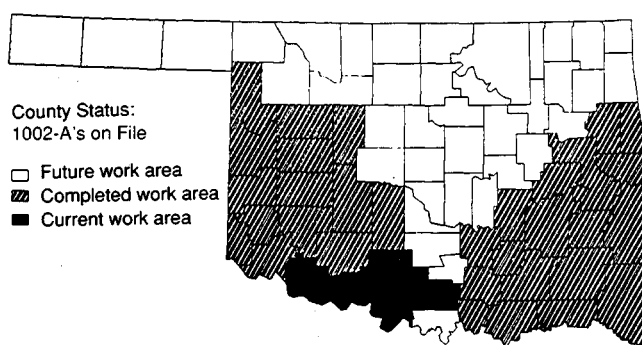 County Status:
1002-A's on File
Future work area
Completed work area
Current work area